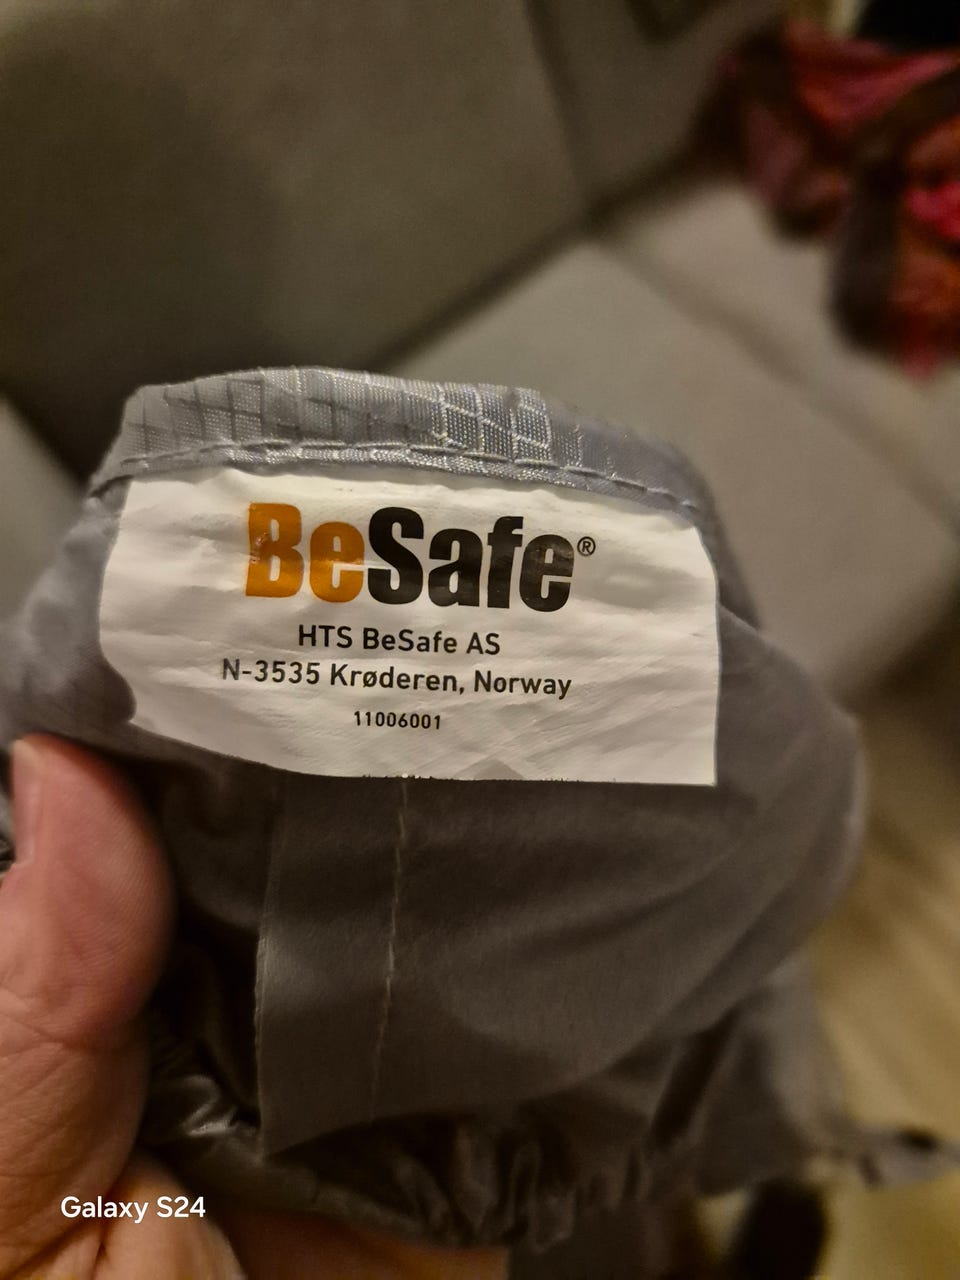 BeSafe®
HTS BeSafe AS
N-3535 Krøderen, Norway
11006001
Galaxy S24